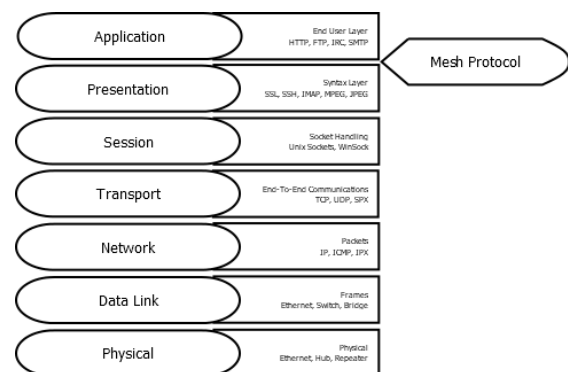 Application
End User Layer
HTTP, FTP, IRC, SMTP
Mesh Protocol
Presentation
Syntax Layer
SSL, SSH, IMAP, MPEG, JPEG
Session
Socket Handling
Unix Sockets, WinSock
Transport
End-To-End Communications
TCP, UDP, SPX
Network
Packets
IP, ICMP, IPX
Data Link
Frames
Ethernet, Switch, Bridge
Physical
Physical
Ethernet, Hub, Repeater